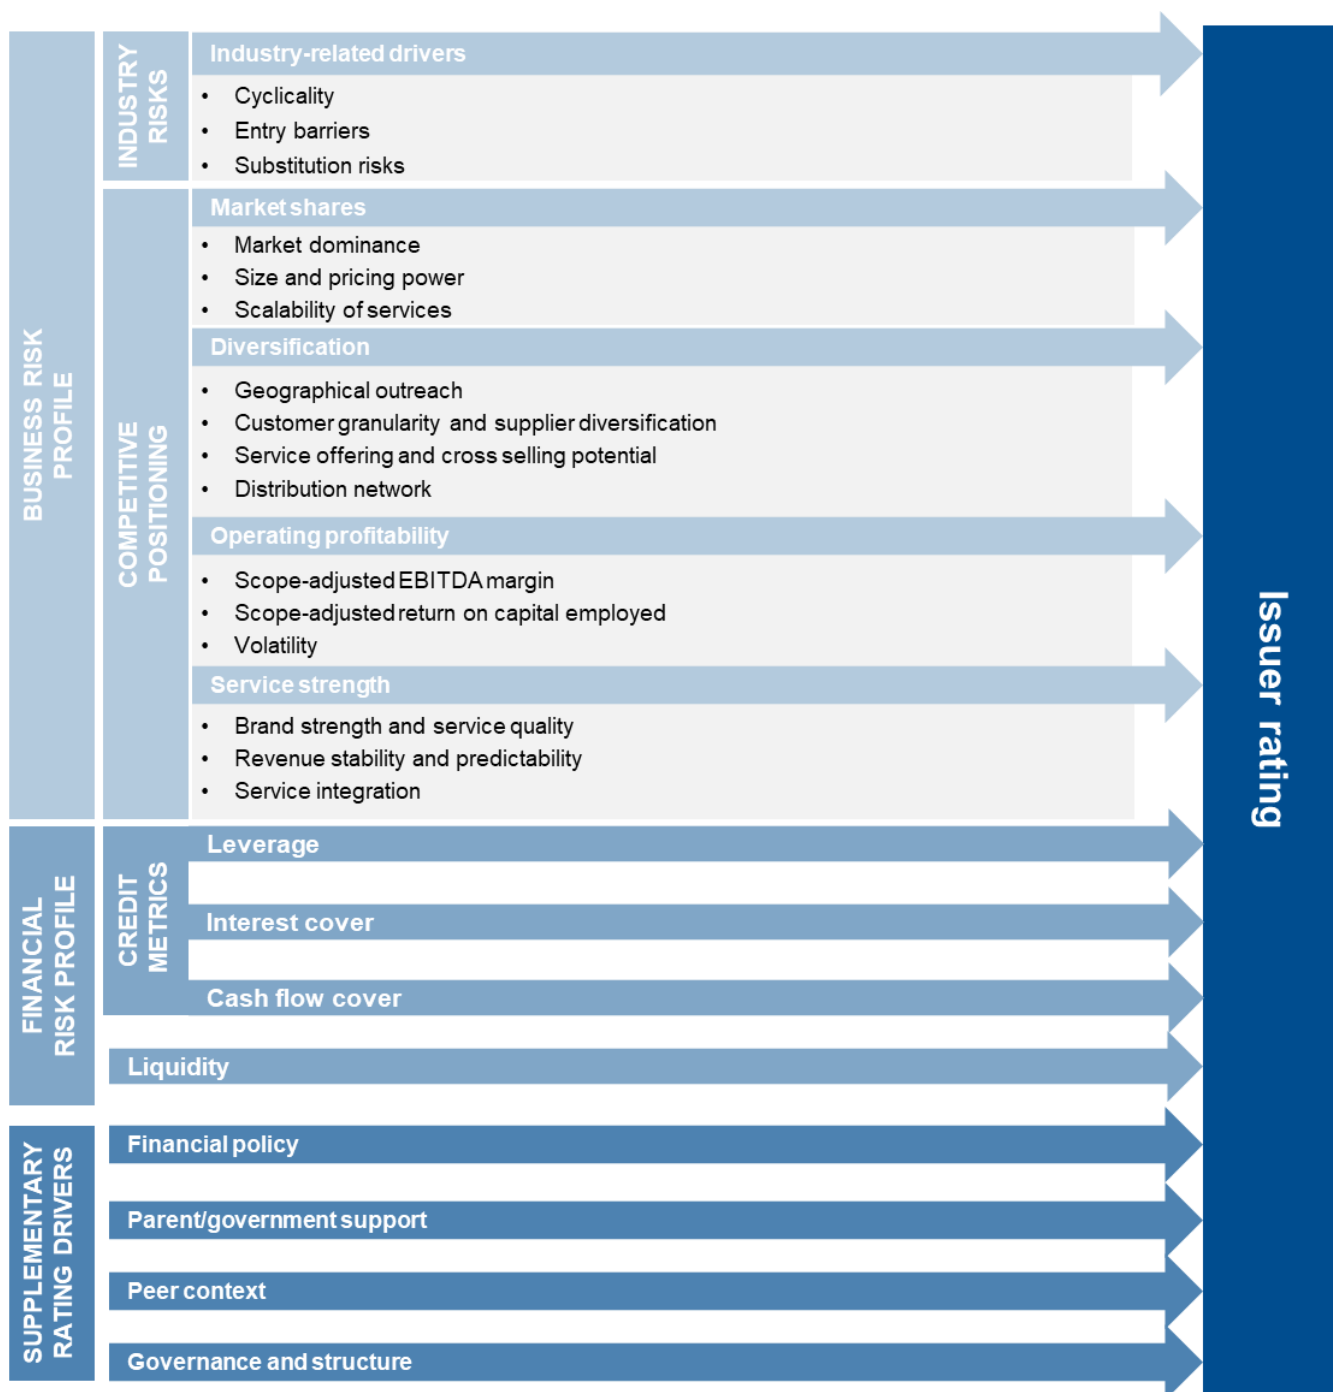 BUSINESS RISK
PROFILE
INDUSTRY
RISKS
Industry-related drivers
• Cyclicality
• Entry barriers
• Substitution risks
COMPETITIVE
POSITIONING
Market shares
• Market dominance
• Size and pricing power
• Scalability of services
Diversification
• Geographical outreach
• Customer granularity and supplier diversification
• Service offering and cross selling potential
• Distribution network
Operating profitability
• Scope-adjusted EBITDA margin
• Scope-adjusted return on capital employed
• Volatility
Service strength
• Brand strength and service quality
• Revenue stability and predictability
• Service integration
FINANCIAL
RISK PROFILE
CREDIT
METRICS
Leverage
Interest cover
Cash flow cover
Liquidity
SUPPLEMENTARY
RATING DRIVERS
Financial policy
Parent/government support
Peer context
Governance and structure
Issuer rating